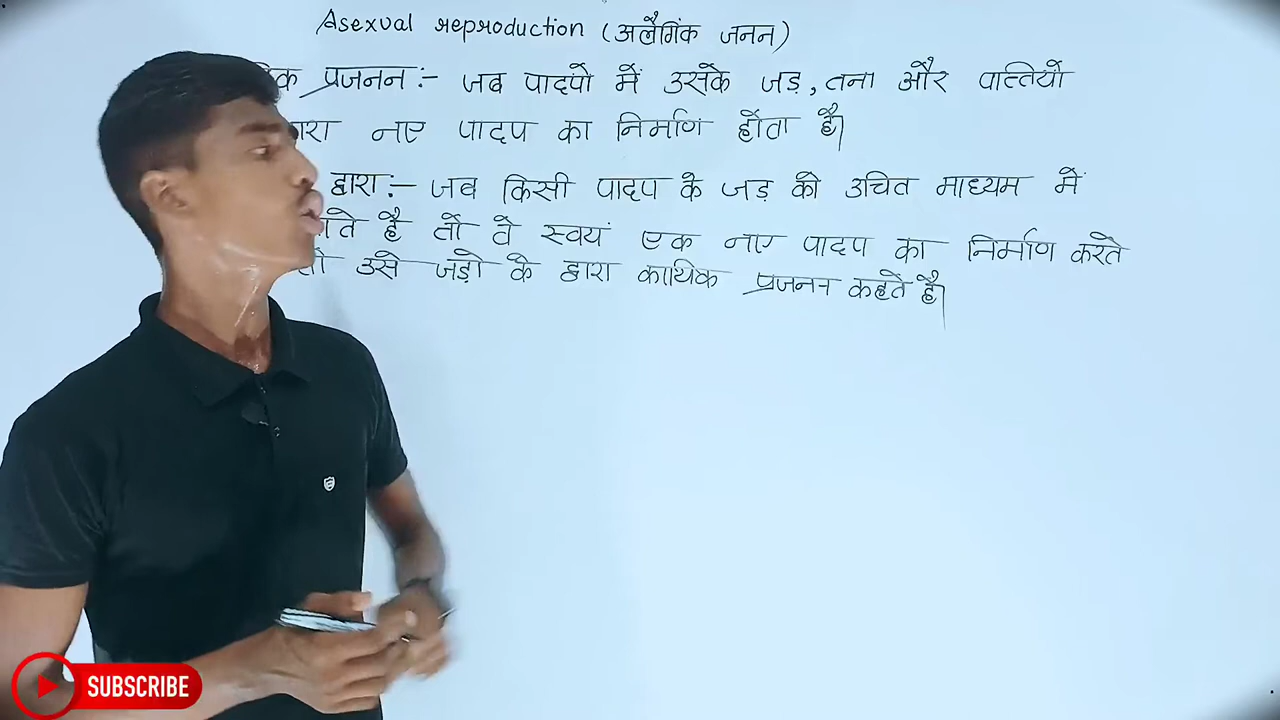 Asexual reproduction (अलैगिंक जनन)
प्रजनन:- जब पादपो में उसके जड़, तना और पत्तियो
नए पादप का निर्माण होता है।
द्वारा:- जब किसी पादप के जड़ को उचित माध्यम में
है तो वे स्वयं एक नए पादप का निर्माण करते
उसे जड़ो के द्वारा कायिक प्रजनन कहते है।
SUBSCRIBE